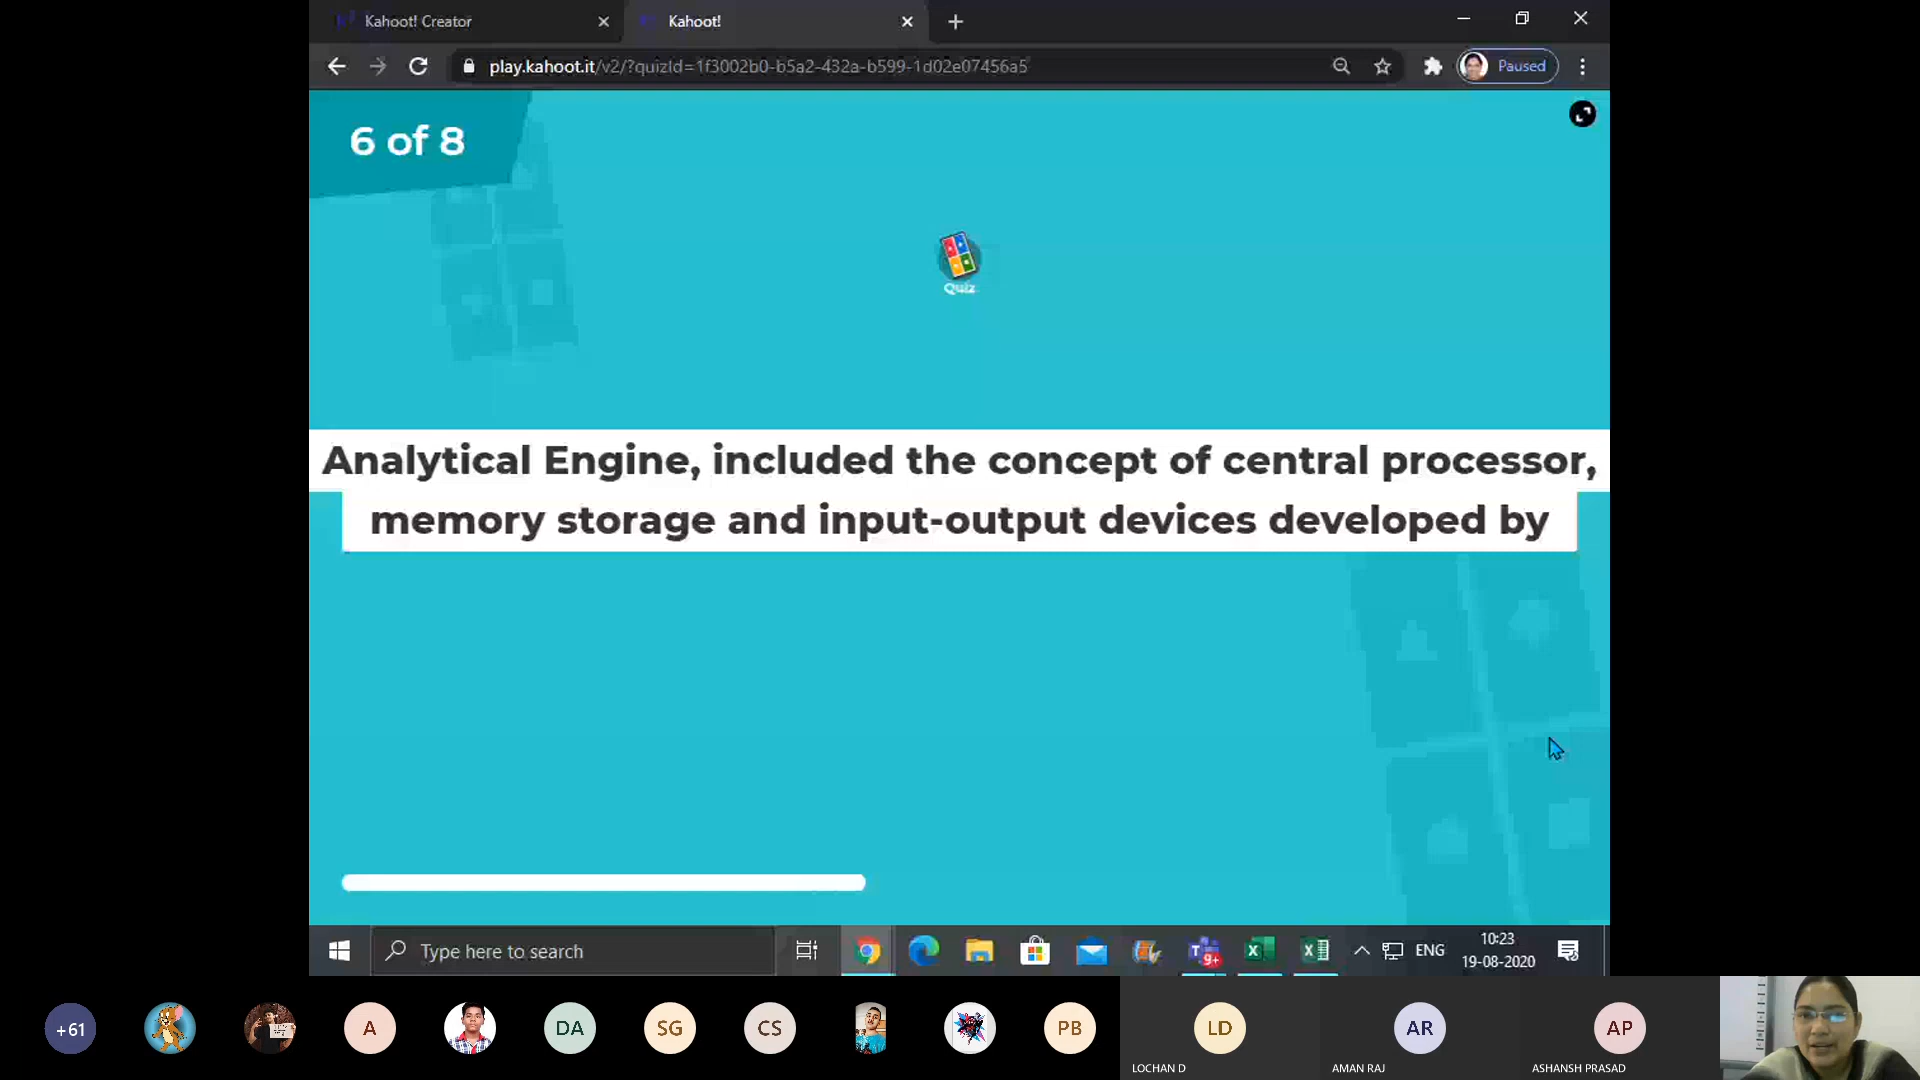 Kahoot! Creator
Kahoot!
play.kahoot.it/v2/?quizId=1f3002b0-b5a2-432a-b599-1d02e07456a5
Paused
6 of 8
Quiz
Analytical Engine, included the concept of central processor,
memory storage and input-output devices developed by
Type here to search
9+
ENG
10:23
19-08-2020
+61
A
DA
SG
CS
PB
LD
AR
AP
LOCHAN D
AMAN RAJ
ASHANSH PRASAD